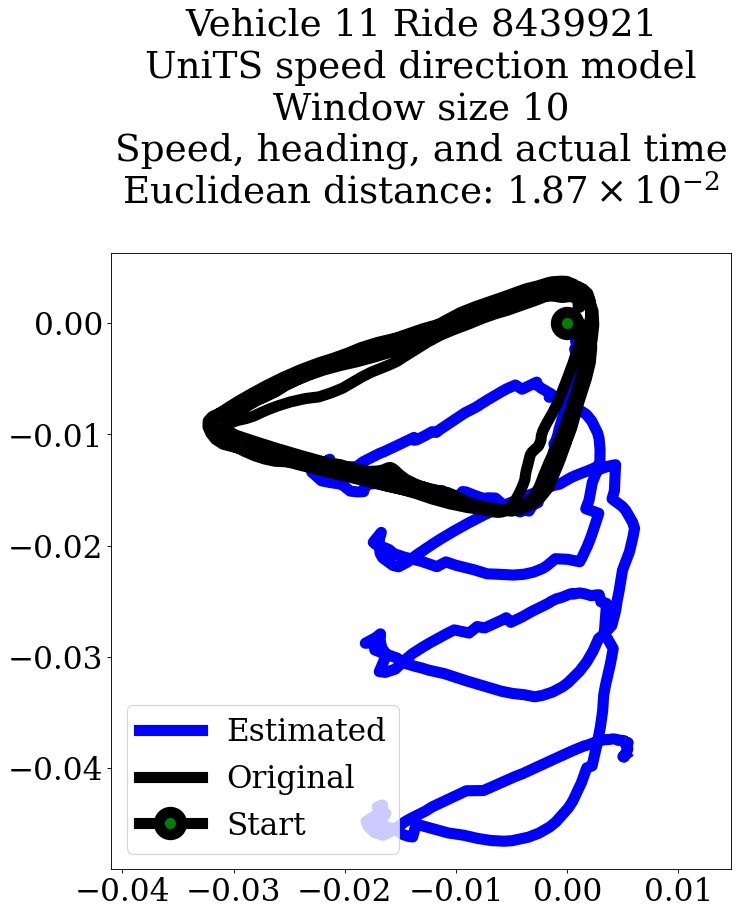 Vehicle 11 Ride 8439921
UniTS speed direction model
Window size 10
Speed, heading, and actual time
Euclidean distance: 1.87 × 10⁻²
0.00
−0.01
−0.02
−0.03
−0.04
Estimated
Original
Start
−0.04 −0.03 −0.02 −0.01 0.00 0.01